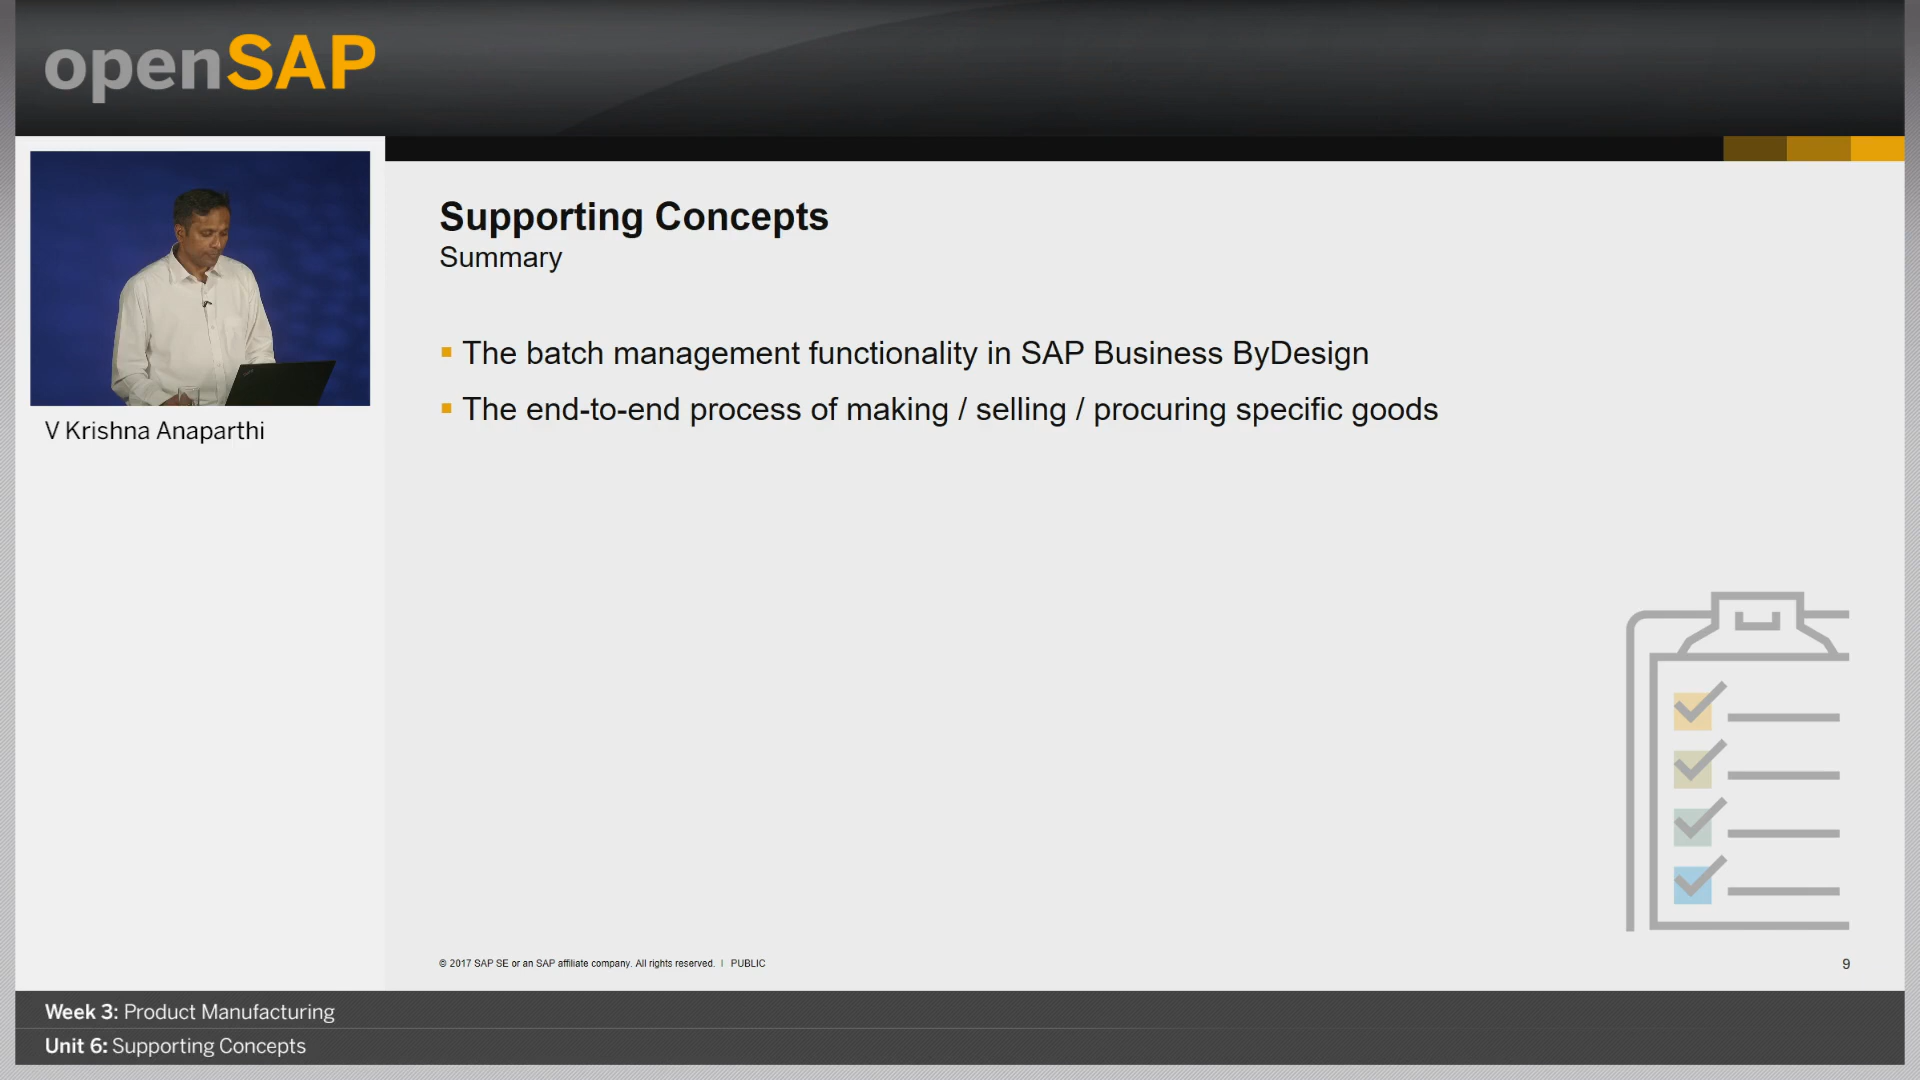 openSAP
Supporting Concepts
Summary
The batch management functionality in SAP Business ByDesign
The end-to-end process of making / selling / procuring specific goods
V Krishna Anaparthi
© 2017 SAP SE or an SAP affiliate company. All rights reserved. I PUBLIC
9
Week 3: Product Manufacturing
Unit 6: Supporting Concepts